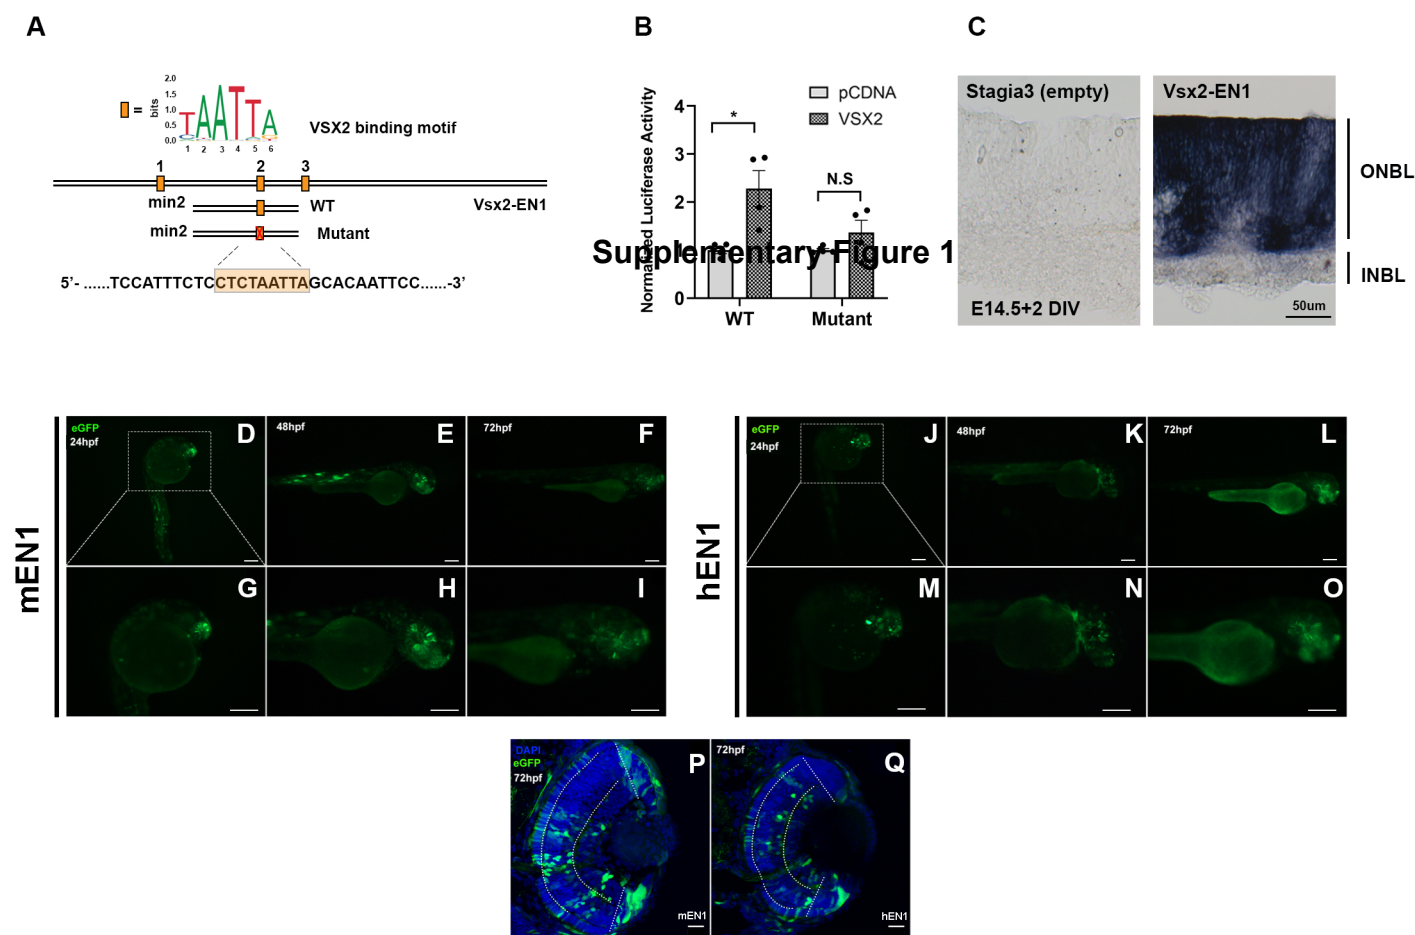 A
2.0
1.5
1.0
0.5
0.0
bits
=
TAATTA
1 2 3 4 5 6
VSX2 binding motif
1 2 3
min2 WT Vsx2-EN1
min2 X Mutant
5’- ......TCCATTTCTCCTCTAATTAGCACAATTCC......-3’
B
Normalized Luciferase Activity
4
3
2
1
0
pCDNA
VSX2
*
N.S
WT Mutant
Supplementary Figure 1
C
Stagia3 (empty)
E14.5+2 DIV
Vsx2-EN1
50um
ONBL
INBL
mEN1
eGFP
24hpf
D
48hpf
E
72hpf
F
G
H
I
hEN1
eGFP
24hpf
J
48hpf
K
72hpf
L
M
N
O
DAPI
eGFP
72hpf
P
mEN1
72hpf
Q
hEN1